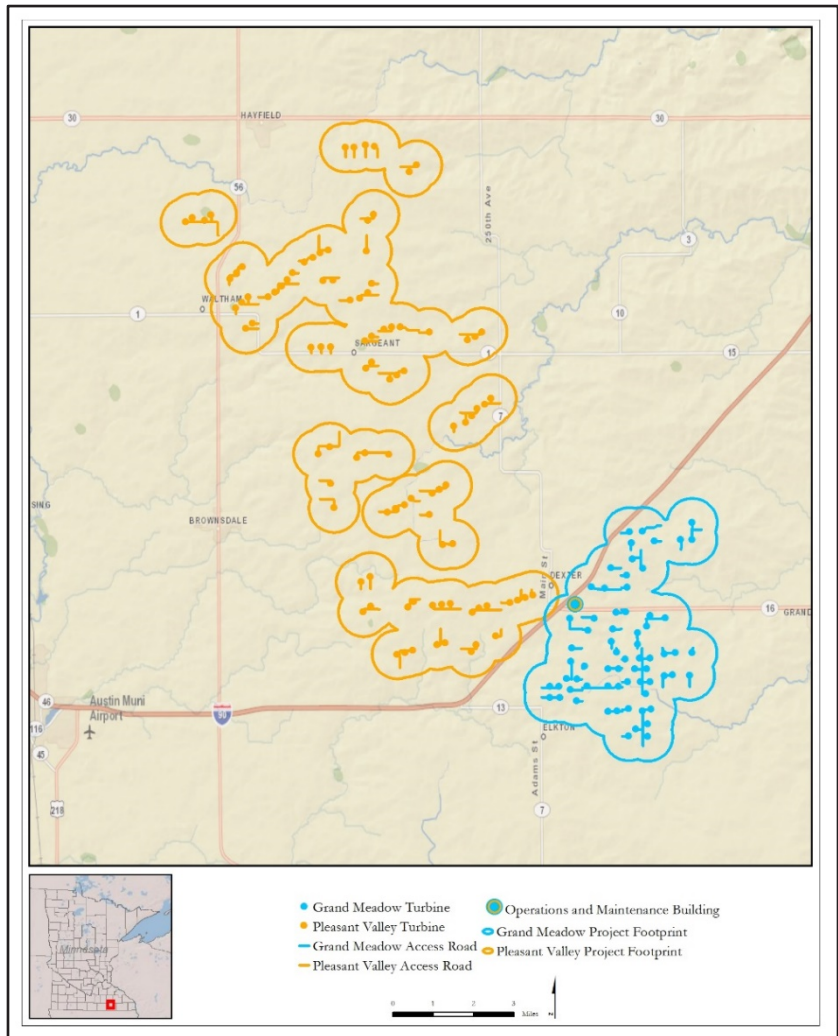 30
HAYFIELD
30
56
250th Ave
3
WALTHAM
1
10
SARGEANT
1
15
7
SING
BROWNSDALE
Main St
DEXTER
16
GRAND
46
Austin Muni
Airport
90
13
116
ELKTON
45
Adams St
218
7
Minnesota
Grand Meadow Turbine
Pleasant Valley Turbine
Grand Meadow Access Road
Pleasant Valley Access Road
Operations and Maintenance Building
Grand Meadow Project Footprint
Pleasant Valley Project Footprint
0 1 2 3
Miles